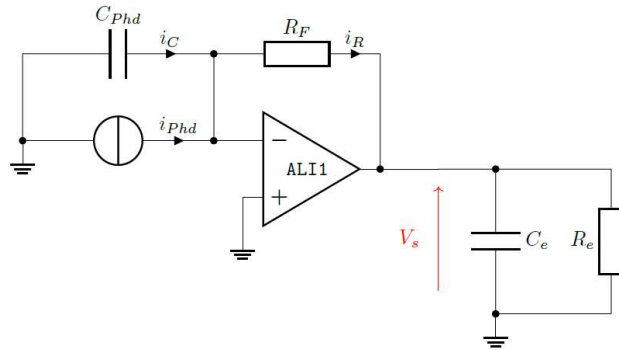 C_Phd
i_C
R_F
i_R
i_Phd
−
ALI1
+
V_s
C_e
R_e